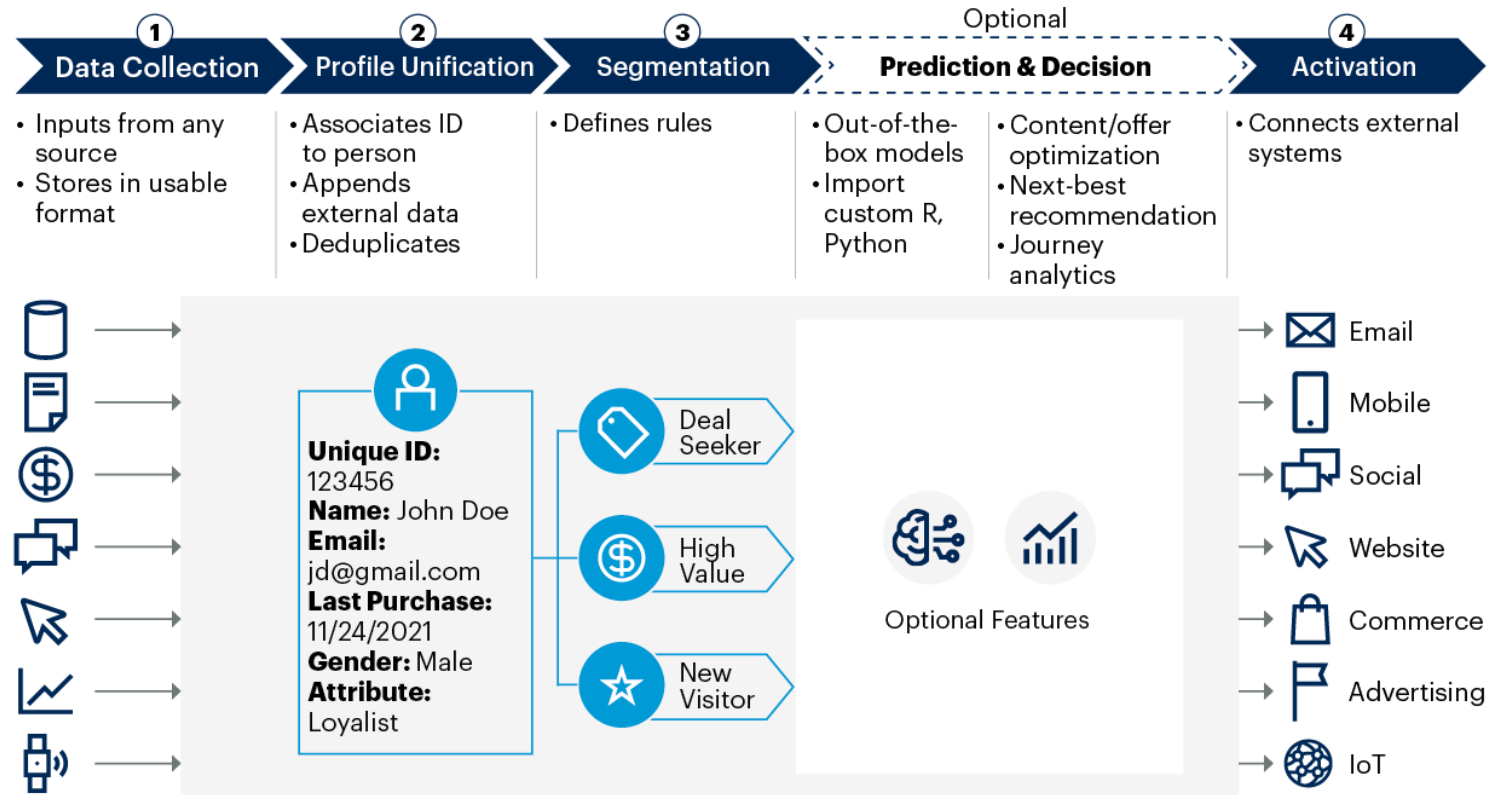 Optional
1
2
3
4
Data Collection
Profile Unification
Segmentation
Prediction & Decision
Activation
• Inputs from any
source
• Stores in usable
format
• Associates ID
to person
• Appends
external data
• Deduplicates
• Defines rules
• Out-of-the-
box models
• Import
custom R,
Python
• Content/offer
optimization
• Next-best
recommendation
• Journey
analytics
• Connects external
systems
Unique ID:
123456
Name: John Doe
Email:
jd@gmail.com
Last Purchase:
11/24/2021
Gender: Male
Attribute:
Loyalist
Deal
Seeker
High
Value
New
Visitor
Optional Features
Email
Mobile
Social
Website
Commerce
Advertising
IoT